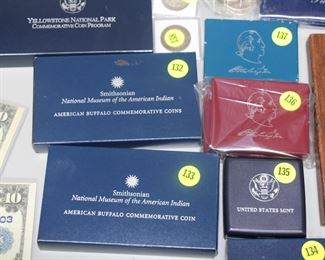 YELLOWSTONE NATIONAL PARK
COMMEMORATIVE COIN PROGRAM
137
132
Smithsonian
National Museum of the American Indian
AMERICAN BUFFALO COMMEMORATIVE COINS
136
133
Smithsonian
National Museum of the American Indian
AMERICAN BUFFALO COMMEMORATIVE COIN
135
UNITED STATES MINT
134
10
10